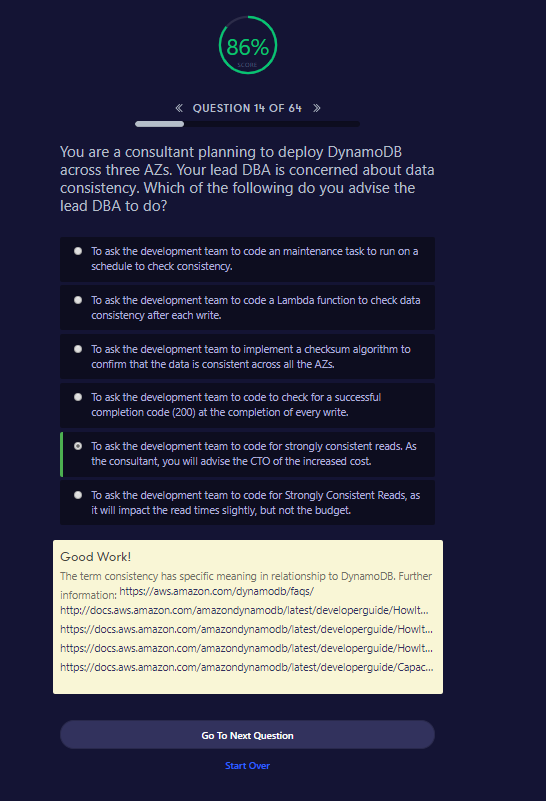 86%
SCORE
« QUESTION 14 OF 64 »
You are a consultant planning to deploy DynamoDB
across three AZs. Your lead DBA is concerned about data
consistency. Which of the following do you advise the
lead DBA to do?
To ask the development team to code an maintenance task to run on a
schedule to check consistency.
To ask the development team to code a Lambda function to check data
consistency after each write.
To ask the development team to implement a checksum algorithm to
confirm that the data is consistent across all the AZs.
To ask the development team to code to check for a successful
completion code (200) at the completion of every write.
To ask the development team to code for strongly consistent reads. As
the consultant, you will advise the CTO of the increased cost.
To ask the development team to code for Strongly Consistent Reads, as
it will impact the read times slightly, but not the budget.
Good Work!
The term consistency has specific meaning in relationship to DynamoDB. Further
information: https://aws.amazon.com/dynamodb/faqs/
http://docs.aws.amazon.com/amazondynamodb/latest/developerguide/HowIt...
https://docs.aws.amazon.com/amazondynamodb/latest/developerguide/HowIt...
https://docs.aws.amazon.com/amazondynamodb/latest/developerguide/HowIt...
https://docs.aws.amazon.com/amazondynamodb/latest/developerguide/Capac...
Go To Next Question
Start Over